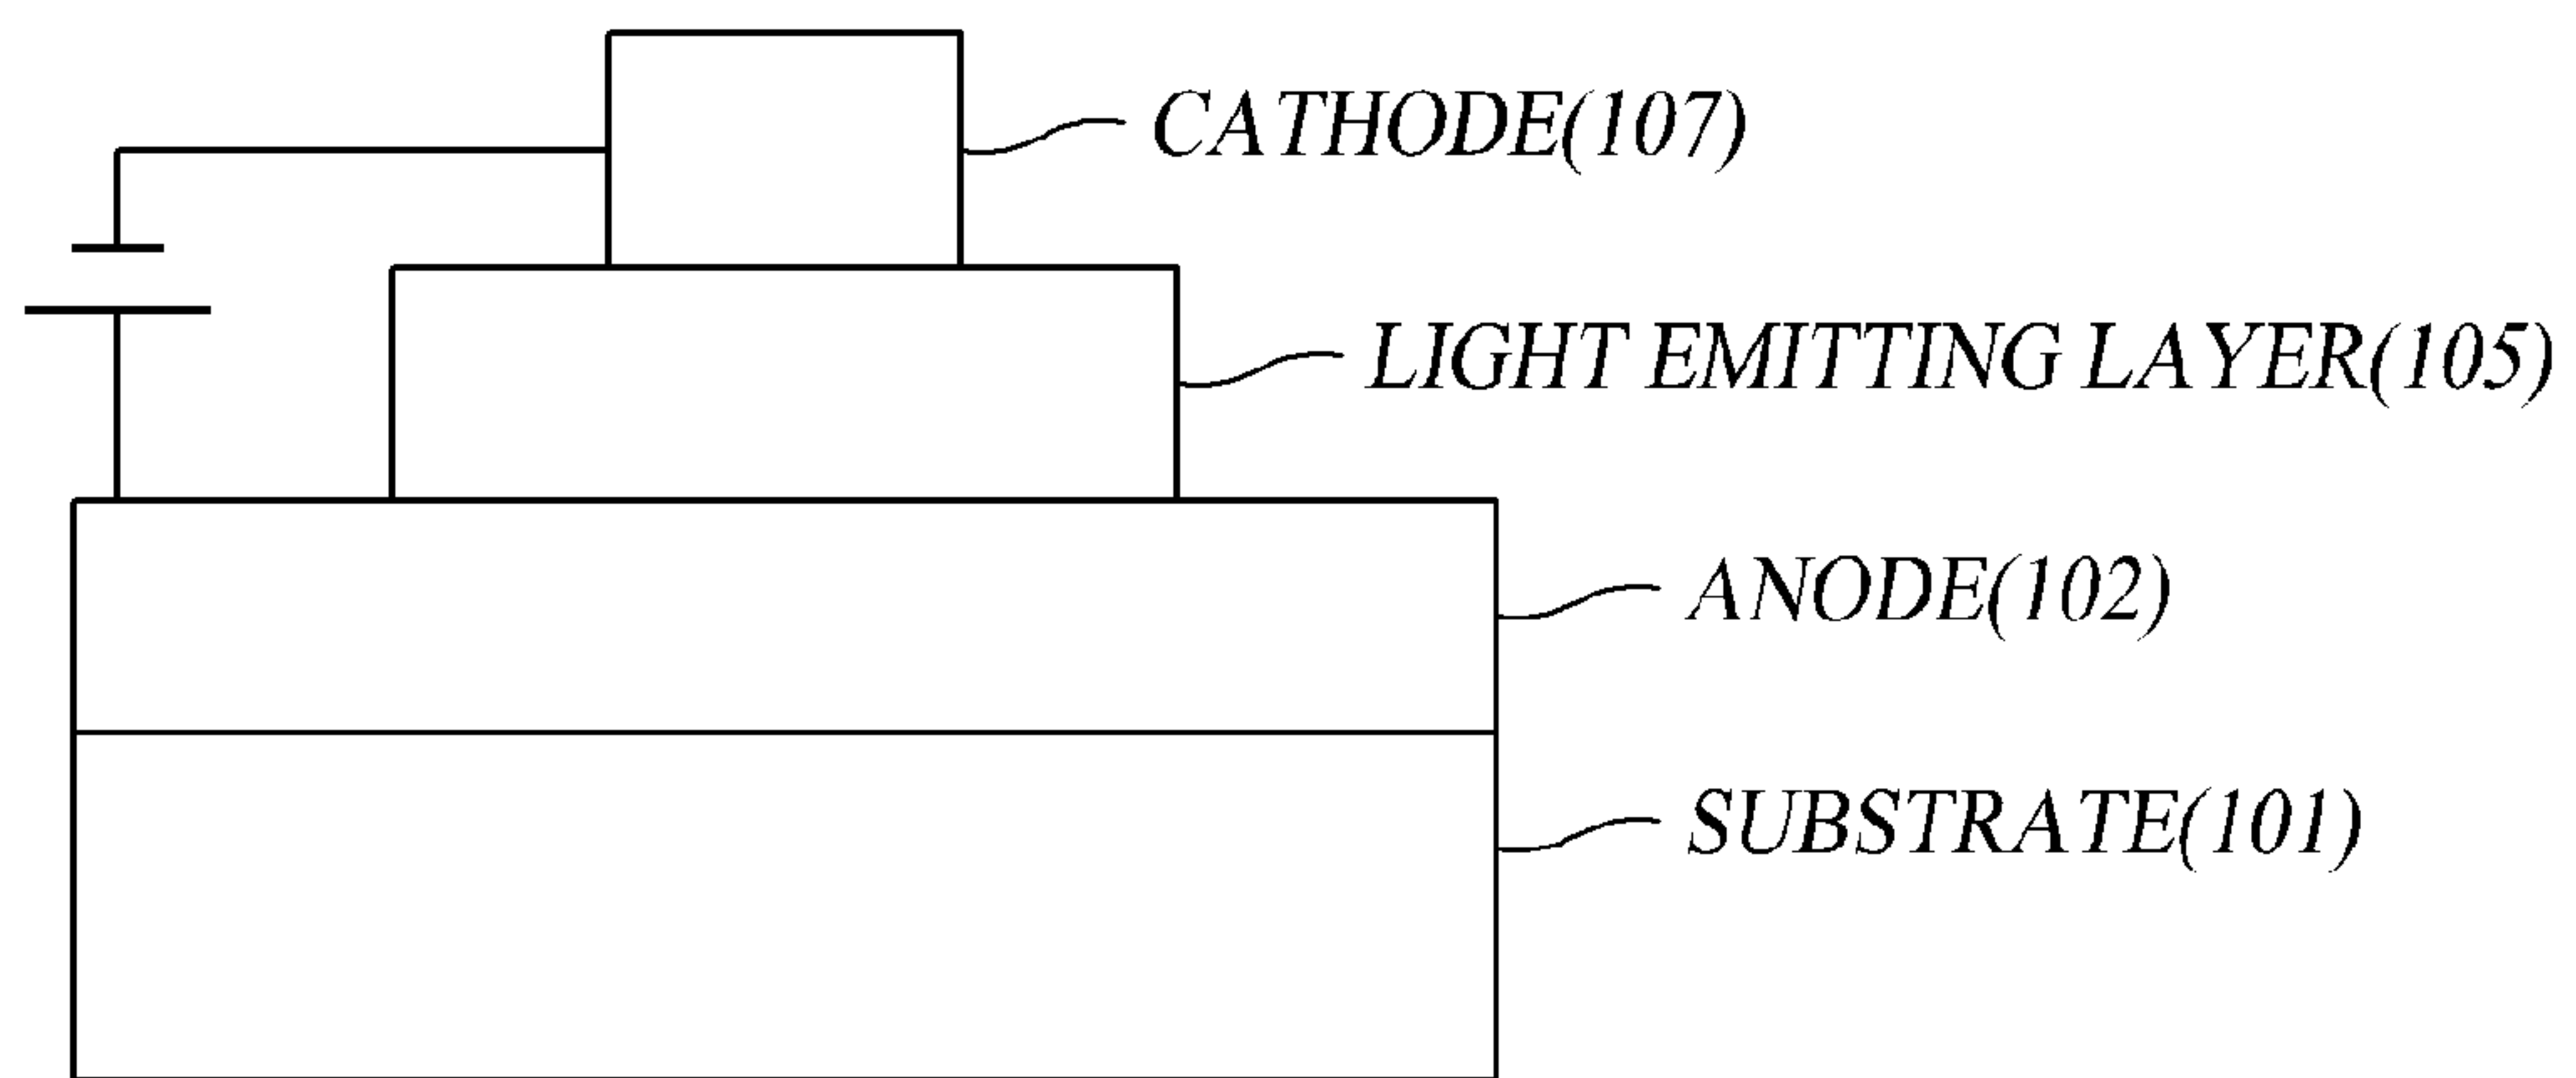 CATHODE(107)
LIGHT EMITTING LAYER(105)
ANODE(102)
SUBSTRATE(101)